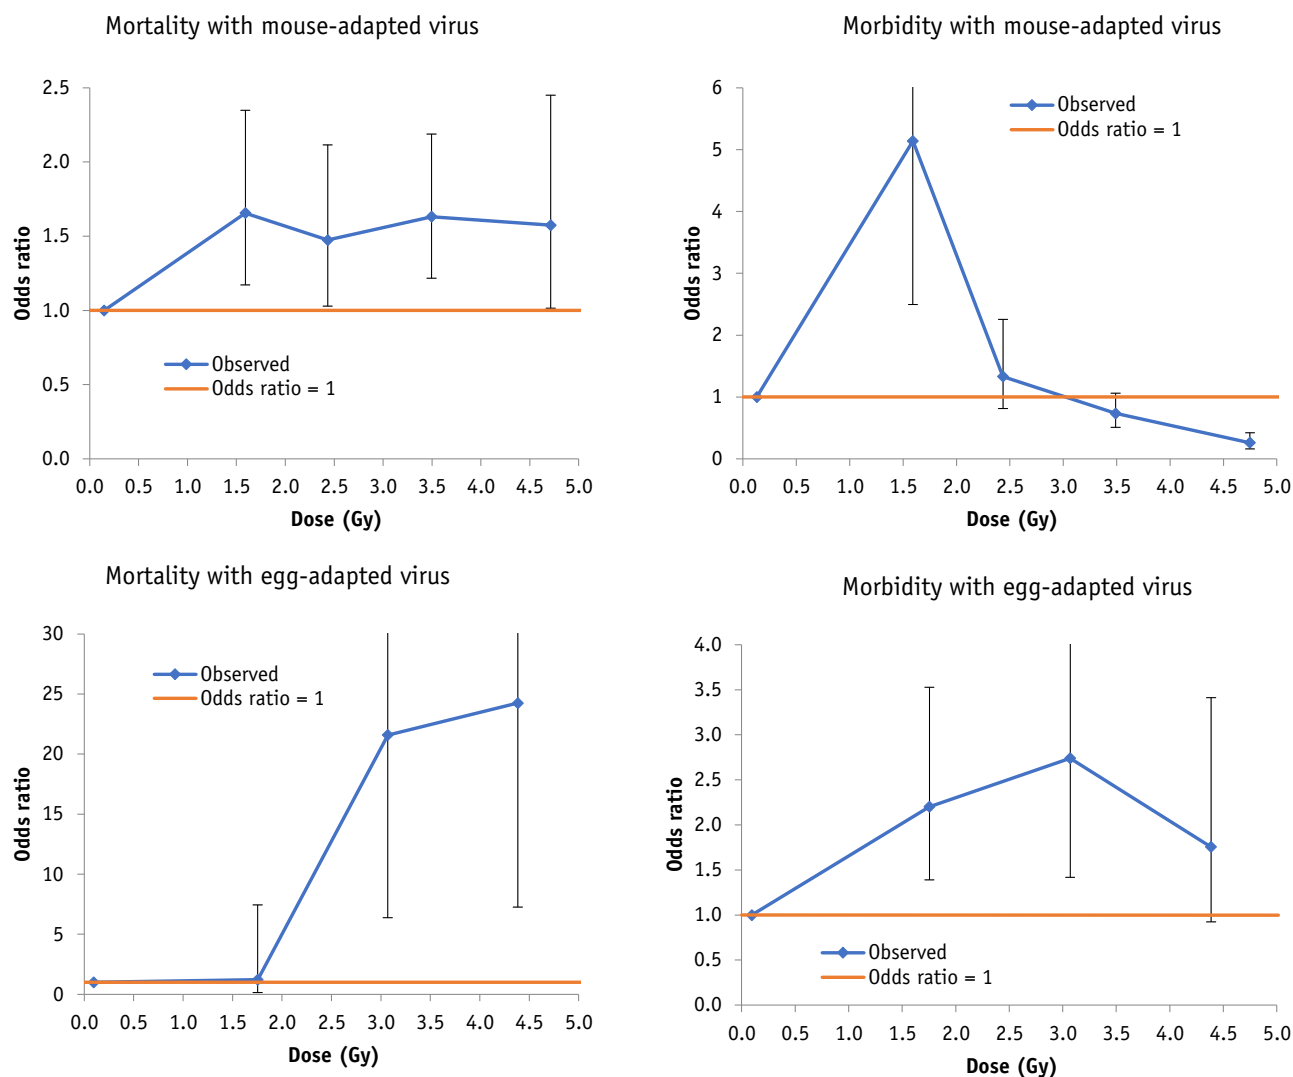 Mortality with mouse-adapted virus
2.5
2.0
1.5
1.0
0.5
0.0
Odds ratio
Observed
Odds ratio = 1
0.0 0.5 1.0 1.5 2.0 2.5 3.0 3.5 4.0 4.5 5.0
Dose (Gy)
Morbidity with mouse-adapted virus
6
5
4
3
2
1
0
Odds ratio
Observed
Odds ratio = 1
0.0 0.5 1.0 1.5 2.0 2.5 3.0 3.5 4.0 4.5 5.0
Dose (Gy)
Mortality with egg-adapted virus
30
25
20
15
10
5
0
Odds ratio
Observed
Odds ratio = 1
0.0 0.5 1.0 1.5 2.0 2.5 3.0 3.5 4.0 4.5 5.0
Dose (Gy)
Morbidity with egg-adapted virus
4.0
3.5
3.0
2.5
2.0
1.5
1.0
0.5
0.0
Odds ratio
Observed
Odds ratio = 1
0.0 0.5 1.0 1.5 2.0 2.5 3.0 3.5 4.0 4.5 5.0
Dose (Gy)